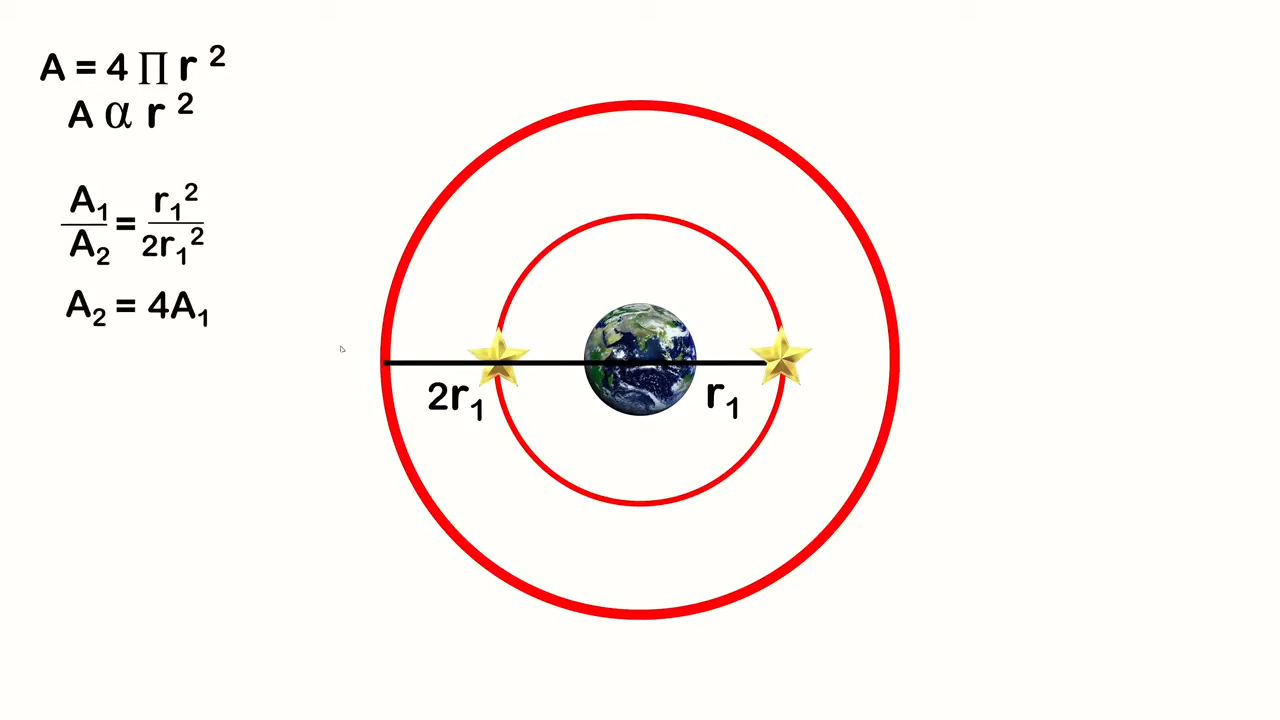 A = 4 ∏ r ²
A α r ²
A₁ / A₂ = r₁² / 2r₁²
A₂ = 4A₁
2r₁
r₁